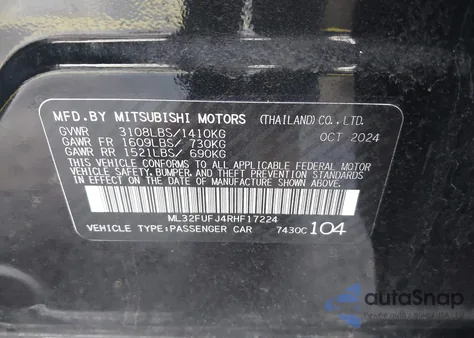 MFD.BY MITSUBISHI MOTORS (THAILAND) CO., LTD.
GVWR 3108LBS/1410KG OCT 2024
GAWR FR 1609LBS/ 730KG
GAWR RR 1521LBS/ 690KG
THIS VEHICLE CONFORMS TO ALL APPLICABLE FEDERAL MOTOR
VEHICLE SAFETY, BUMPER, AND THEFT PREVENTION STANDARDS
IN EFFECT ON THE DATE OF MANUFACTURE SHOWN ABOVE.
ML32FUFJ4RHF17224
VEHICLE TYPE:PASSENGER CAR 7430C 104
autoSnap